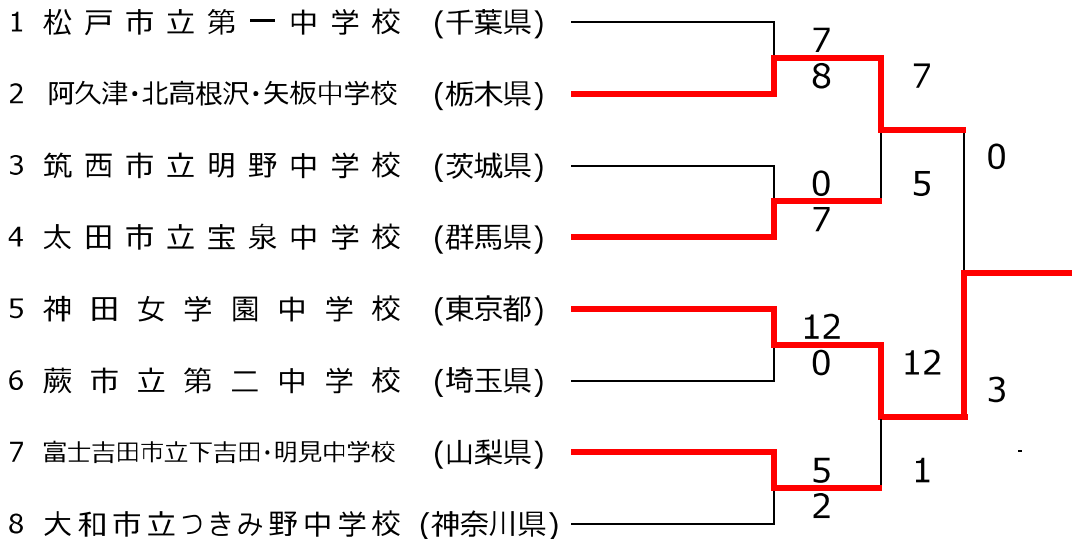 1 松戸市立第一中学校 (千葉県)
7
8
7
2 阿久津・北高根沢・矢板中学校 (栃木県)
0
3 筑西市立明野中学校 (茨城県)
0
7
5
4 太田市立宝泉中学校 (群馬県)
5 神田女学園中学校 (東京都)
12
0
12
6 蕨市立第二中学校 (埼玉県)
3
7 富士吉田市立下吉田・明見中学校 (山梨県)
5
2
1
8 大和市立つきみ野中学校 (神奈川県)